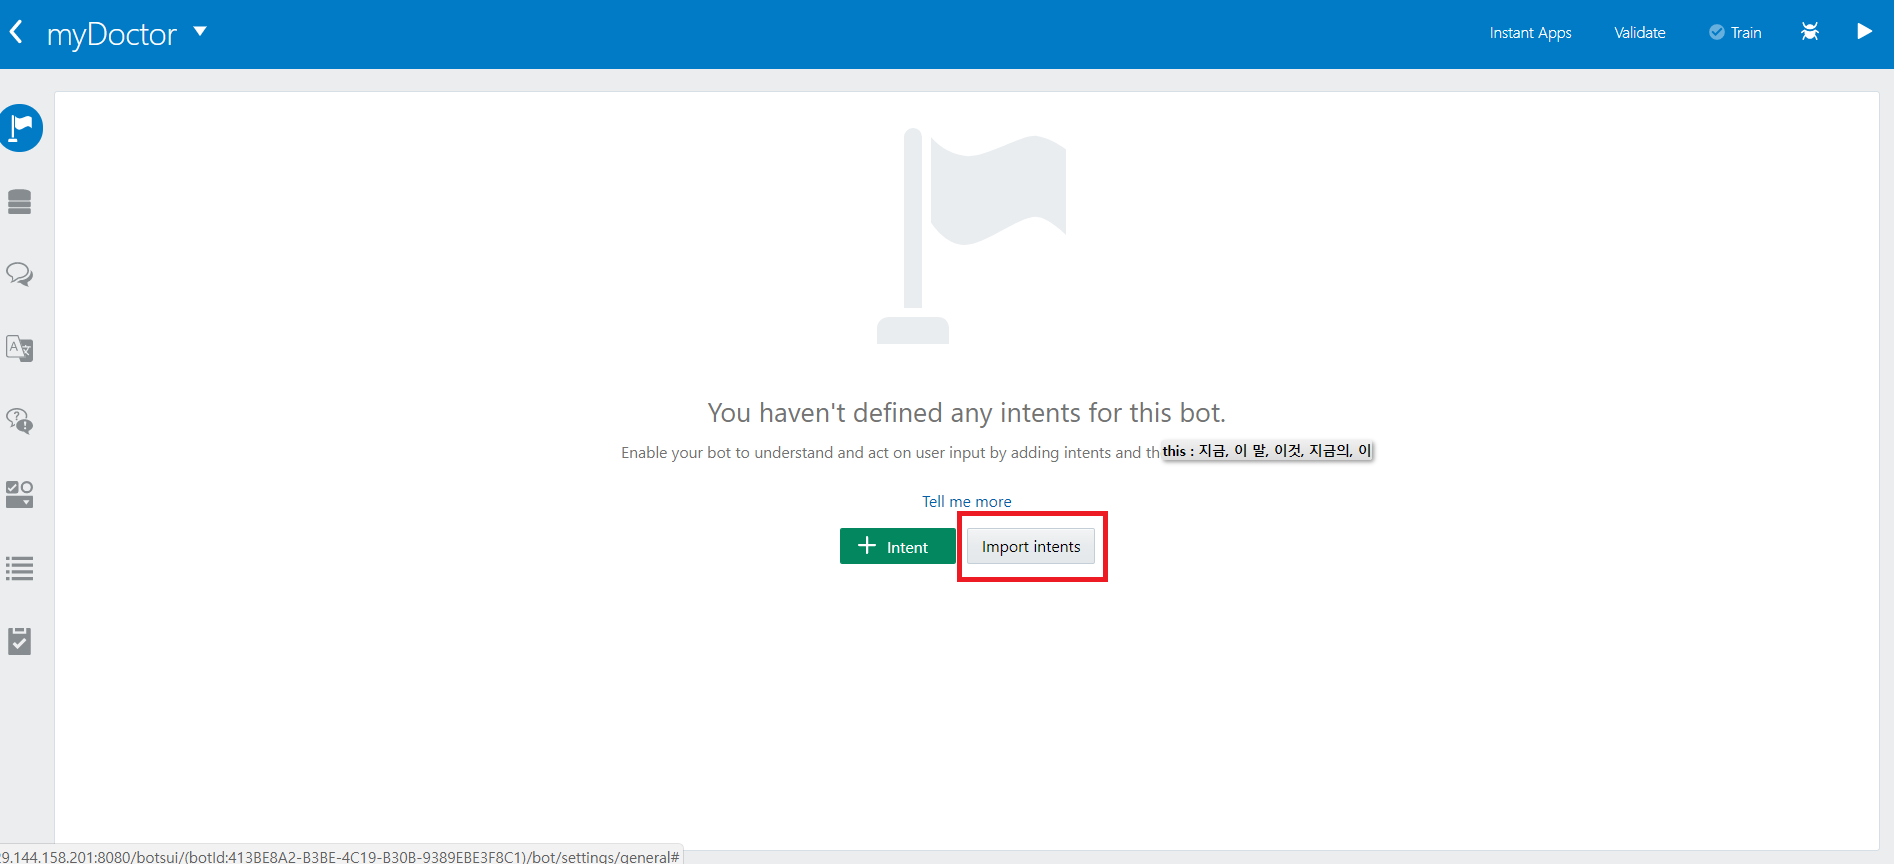 myDoctor
Instant Apps
Validate
Train
You haven't defined any intents for this bot.
Enable your bot to understand and act on user input by adding intents and th
this : 지금, 이 말, 이것, 지금의, 이
Tell me more
Intent
Import intents
9.144.158.201:8080/botsui/(botId:413BE8A2-B3BE-4C19-B30B-9389EBE3F8C1)/bot/settings/general#